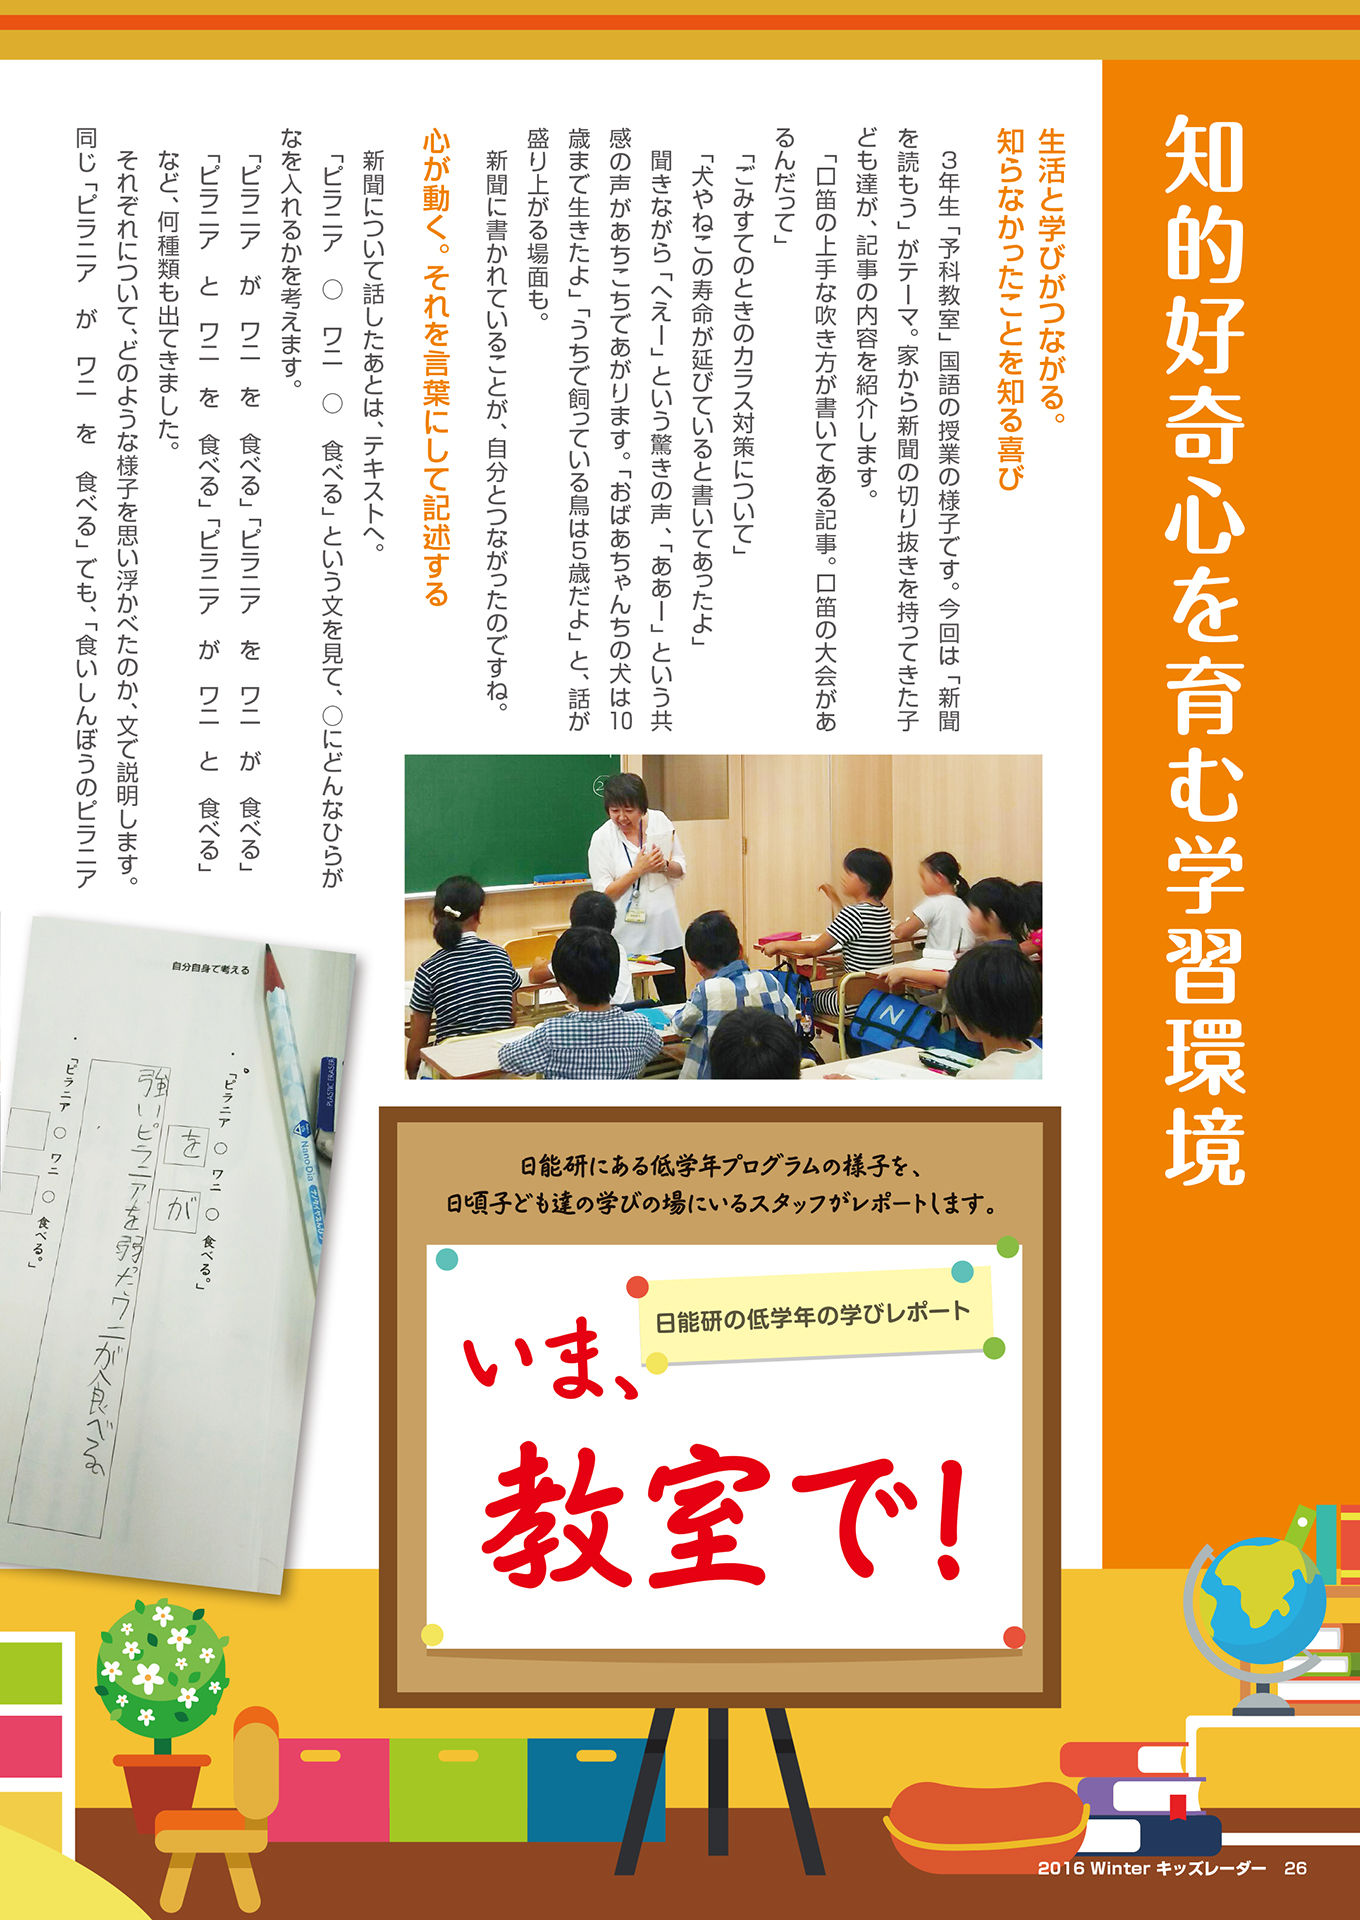 知的好奇心を育む学習環境
生活と学びがつながる。
知らなかったことを知る喜び
３年生「予科教室」国語の授業の様子です。今回は「新聞
を読もう」がテーマ。家から新聞の切り抜きを持ってきた子
ども達が、記事の内容を紹介します。
「口笛の上手な吹き方が書いてある記事。口笛の大会があ
るんだって」
「ごみすてのときのカラス対策について」
「犬やねこの寿命が延びていると書いてあったよ」
聞きながら「へえー」という驚きの声、「ああー」という共
感の声があちこちであがります。「おばあちゃんちの犬は10
歳まで生きたよ」「うちで飼っている鳥は５歳だよ」と、話が
盛り上がる場面も。
新聞に書かれていることが、自分とつながったのですね。
心が動く。それを言葉にして記述する
新聞について話したあとは、テキストへ。
「ピラニア　○　ワニ　○　食べる」という文を見て、○にどんなひらが
なを入れるかを考えます。
「ピラニア　が　ワニ　を　食べる」「ピラニア　を　ワニ　が　食べる」
「ピラニア　と　ワニ　を　食べる」「ピラニア　が　ワニ　と　食べる」
など、何種類も出てきました。
それぞれについて、どのような様子を思い浮かべたのか、文で説明します。
同じ「ピラニア　が　ワニ　を　食べる」でも、「食いしんぼうのピラニア
②
N
自分自身で考える
PLASTIC ERASER
NanoDia
・「ピラニア ○ ワニ ○ 食べる。」
を が
強いピラニアを弱ったワニが食べる。
・「ピラニア ○ ワニ ○ 食べる。」
日能研にある低学年プログラムの様子を、
日頃子ども達の学びの場にいるスタッフがレポートします。
日能研の低学年の学びレポート
いま、
教室で！
2016 Winter キッズレーダー　26